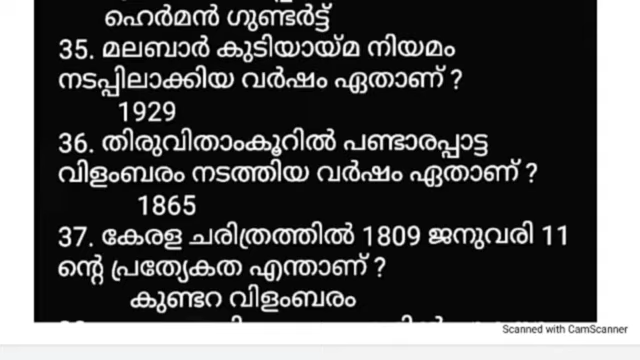 ഹെർമൻ ഗുണ്ടർട്ട്
35. മലബാർ കുടിയായ്മ നിയമം
നടപ്പിലാക്കിയ വർഷം ഏതാണ് ?
1929
36. തിരുവിതാംകൂറിൽ പണ്ടാരപ്പാട്ട
വിളംബരം നടത്തിയ വർഷം ഏതാണ് ?
1865
37. കേരള ചരിത്രത്തിൽ 1809 ജനുവരി 11
ന്റെ പ്രത്യേകത എന്താണ് ?
കുണ്ടറ വിളംബരം
Scanned with CamScanner